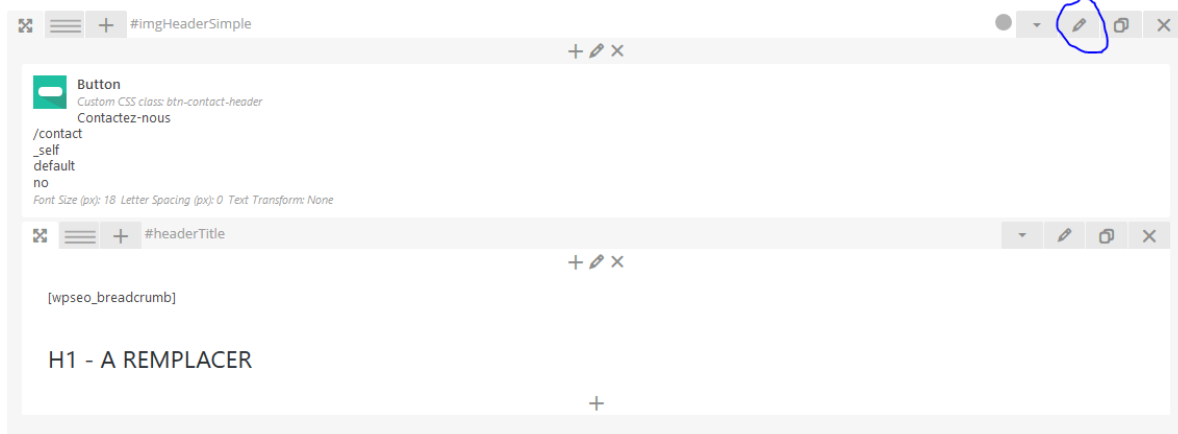 #imgHeaderSimple
Button
Custom CSS class: btn-contact-header
Contactez-nous
/contact
_self
default
no
Font Size (px): 18 Letter Spacing (px): 0 Text Transform: None
#headerTitle
[wpseo_breadcrumb]
H1 - A REMPLACER